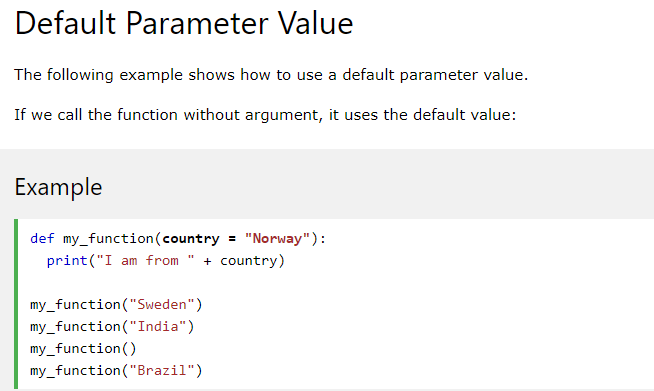 Default Parameter Value
The following example shows how to use a default parameter value.
If we call the function without argument, it uses the default value:
Example
def my_function(country = "Norway"):
  print("I am from " + country)
my_function("Sweden")
my_function("India")
my_function()
my_function("Brazil")